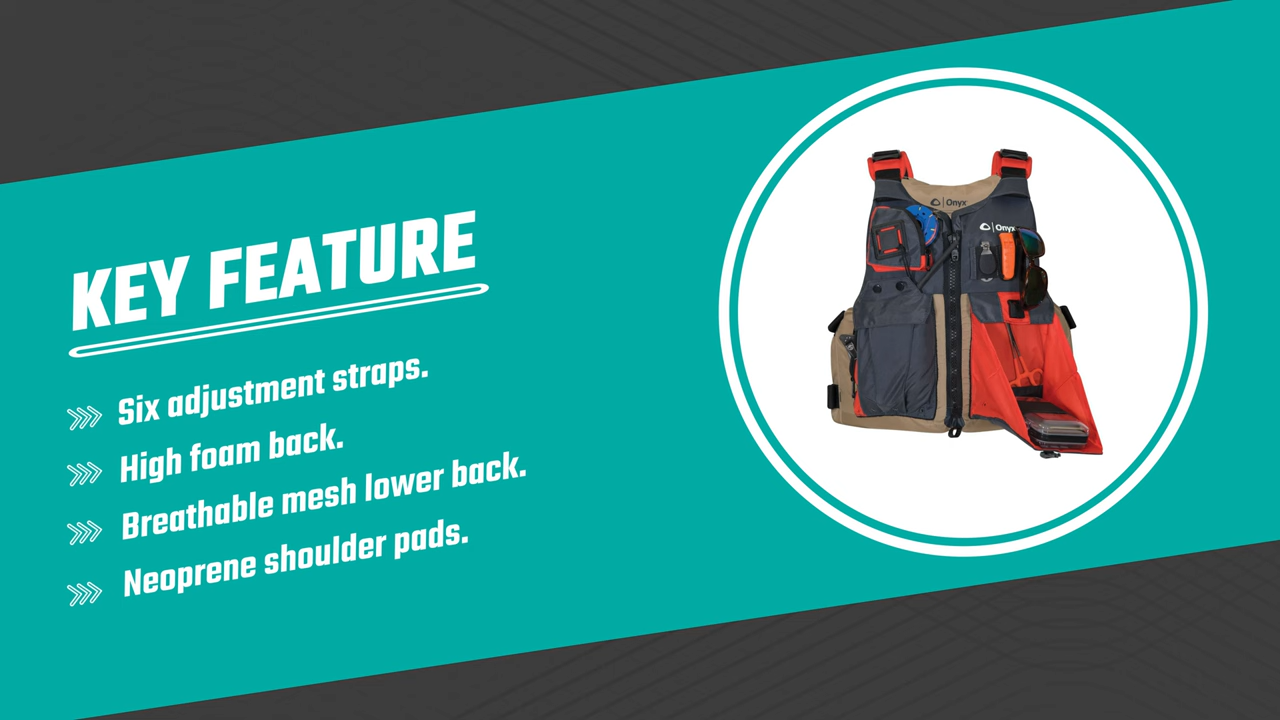 KEY FEATURE
Six adjustment straps.
High foam back.
Breathable mesh lower back.
Neoprene shoulder pads.
Onyx
Onyx